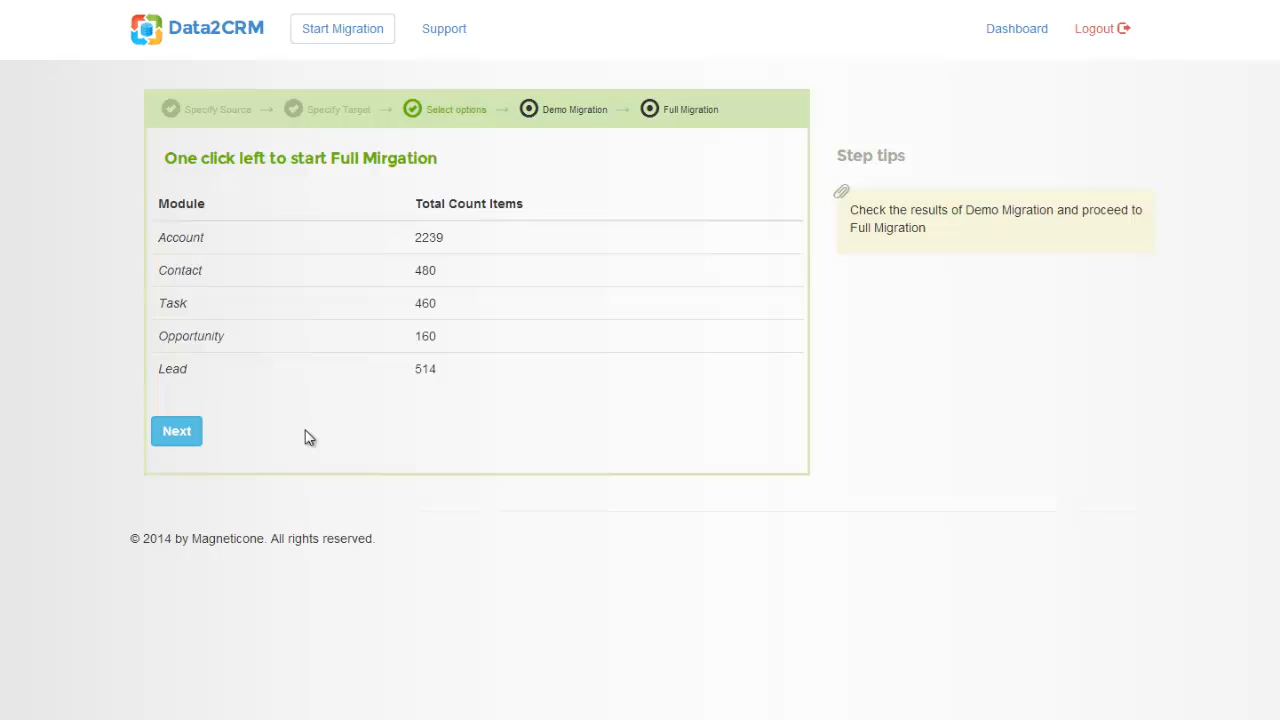 Data2CRM Start Migration Support Dashboard Logout
Specify Source → Specify Target → Select options → Demo Migration → Full Migration
One click left to start Full Mirgation
Module Total Count Items
Account 2239
Contact 480
Task 460
Opportunity 160
Lead 514
Next
Step tips
Check the results of Demo Migration and proceed to
Full Migration
© 2014 by Magneticone. All rights reserved.